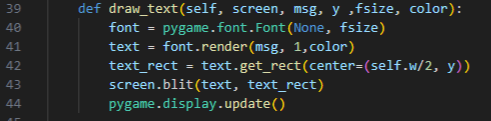 39 def draw_text(self, screen, msg, y ,fsize, color):
40 font = pygame.font.Font(None, fsize)
41 text = font.render(msg, 1,color)
42 text_rect = text.get_rect(center=(self.w/2, y))
43 screen.blit(text, text_rect)
44 pygame.display.update()